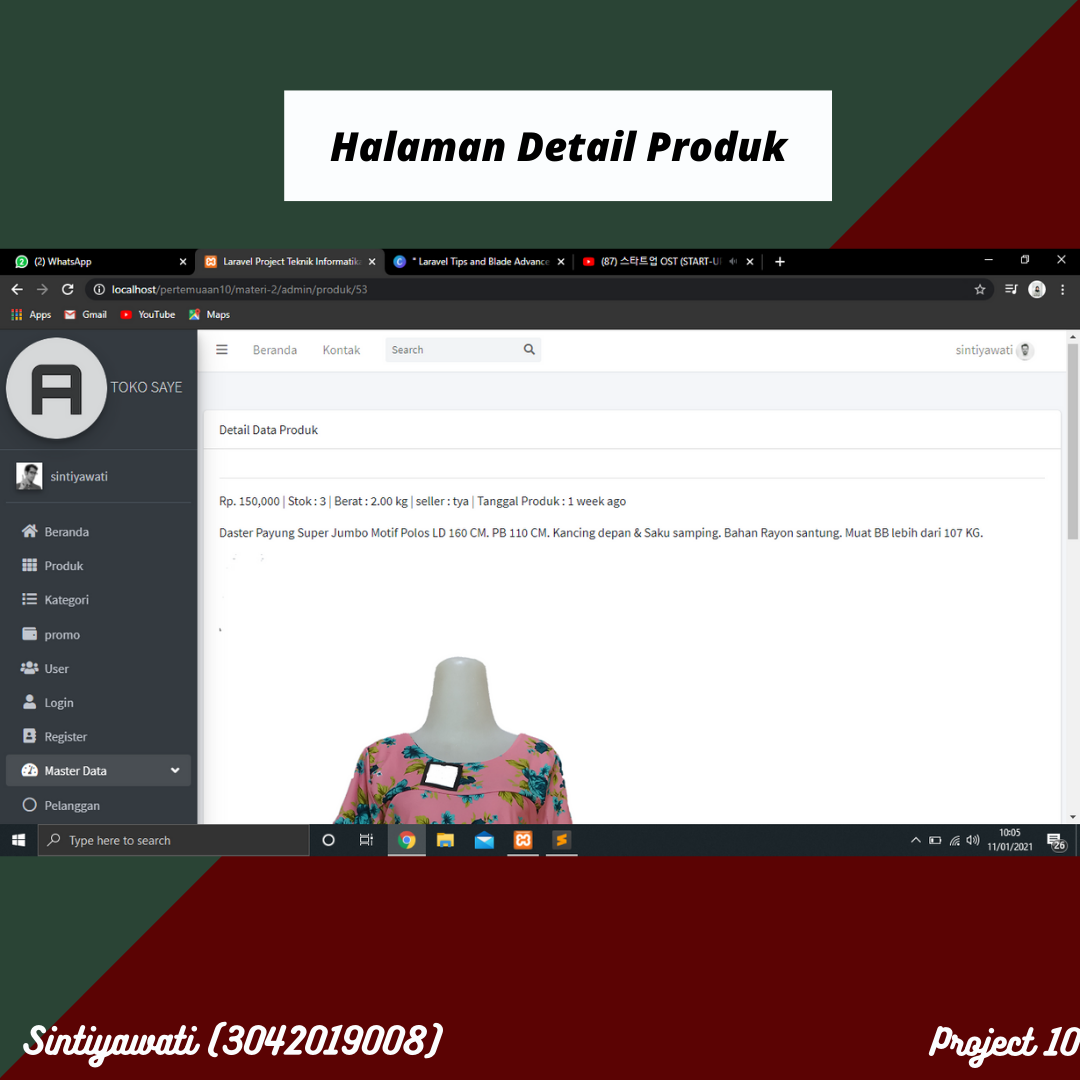 Halaman Detail Produk
(2) WhatsApp
Laravel Project Teknik Informatika
* Laravel Tips and Blade Advance
(87) 스타트업 OST (START-U
localhost/pertemuaan10/materi-2/admin/produk/53
Apps Gmail YouTube Maps
A TOKO SAYE
Beranda Kontak Search sintiyawati
Detail Data Produk
sintiyawati
Rp. 150,000 | Stok : 3 | Berat : 2.00 kg | seller : tya | Tanggal Produk : 1 week ago
Daster Payung Super Jumbo Motif Polos LD 160 CM. PB 110 CM. Kancing depan & Saku samping. Bahan Rayon santung. Muat BB lebih dari 107 KG.
Beranda
Produk
Kategori
promo
User
Login
Register
Master Data
Pelanggan
Type here to search
10:05
11/01/2021
26
Sintiyawati (3042019008)
Project 10